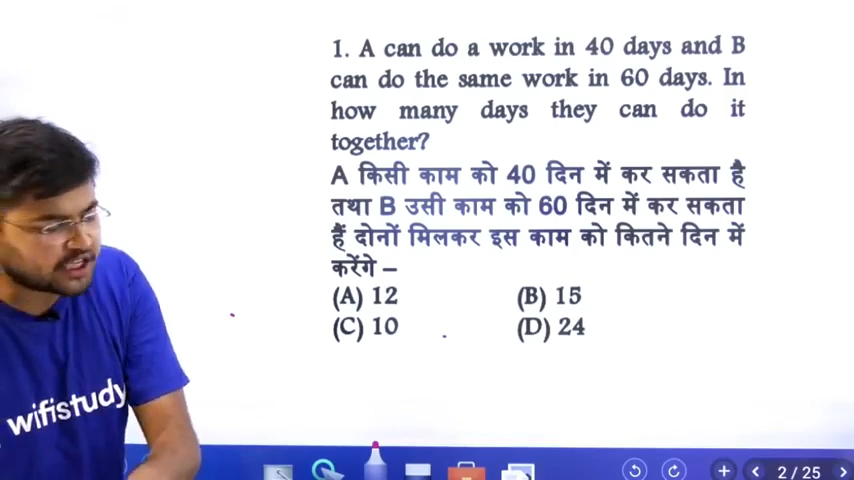 1. A can do a work in 40 days and B
can do the same work in 60 days. In
how many days they can do it
together?
A किसी काम को 40 दिन में कर सकता है
तथा B उसी काम को 60 दिन में कर सकता
हैं दोनों मिलकर इस काम को कितने दिन में
करेंगे –
(A) 12 (B) 15
(C) 10 (D) 24
wifistudy
2 / 25